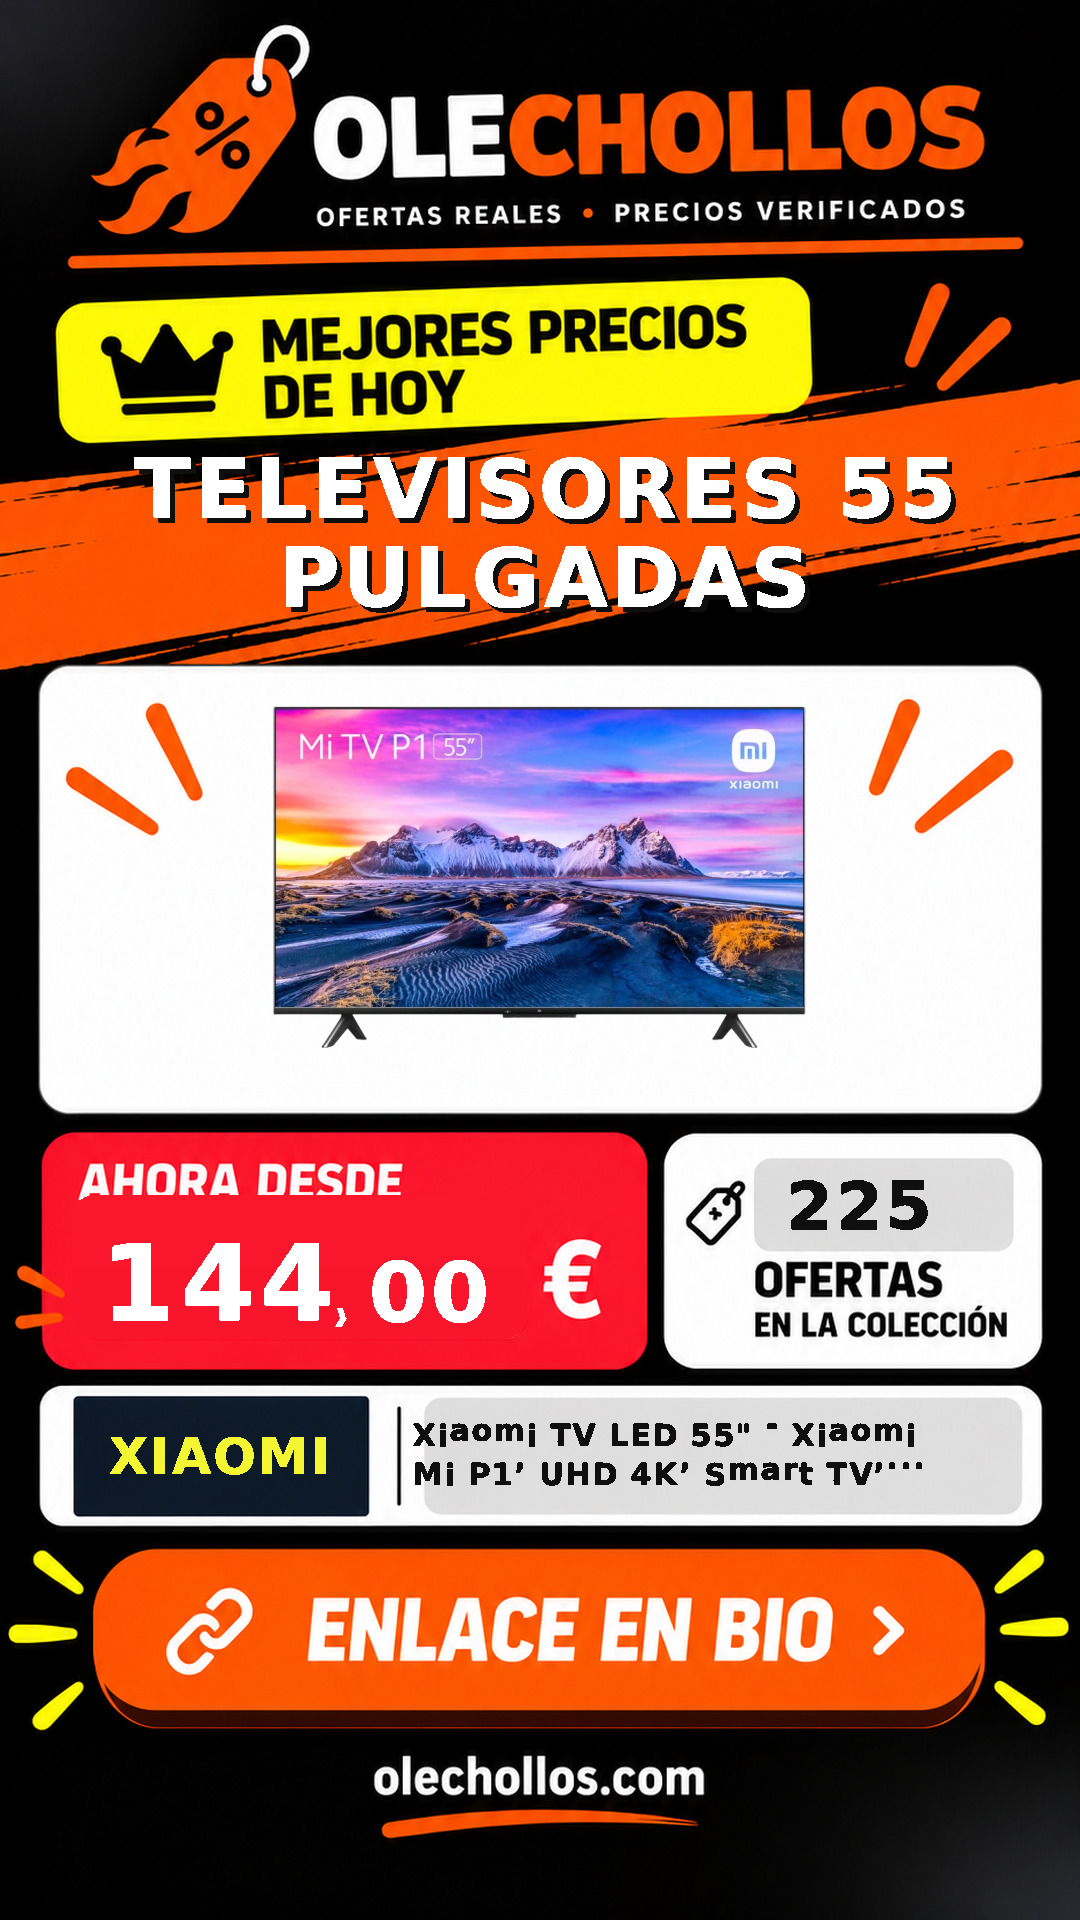 OLECHOLLOS
OFERTAS REALES • PRECIOS VERIFICADOS
MEJORES PRECIOS
DE HOY
TELEVISORES 55
PULGADAS
Mi TV P1 55"
mi
xiaomi
AHORA DESDE
144,00 €
225
OFERTAS
EN LA COLECCIÓN
XIAOMI
Xiaomi TV LED 55" - Xiaomi
Mi P1, UHD 4K, Smart TV,...
ENLACE EN BIO
olechollos.com